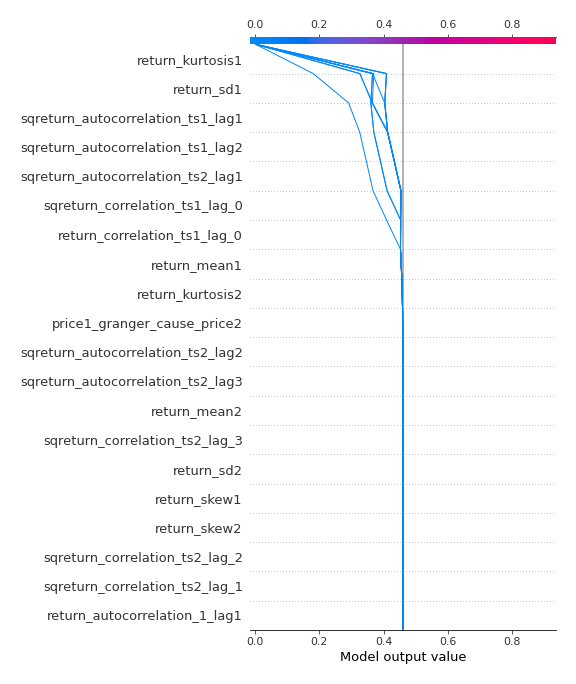 0.0 0.2 0.4 0.6 0.8
return_kurtosis1
return_sd1
sqreturn_autocorrelation_ts1_lag1
sqreturn_autocorrelation_ts1_lag2
sqreturn_autocorrelation_ts2_lag1
sqreturn_correlation_ts1_lag_0
return_correlation_ts1_lag_0
return_mean1
return_kurtosis2
price1_granger_cause_price2
sqreturn_autocorrelation_ts2_lag2
sqreturn_autocorrelation_ts2_lag3
return_mean2
sqreturn_correlation_ts2_lag_3
return_sd2
return_skew1
return_skew2
sqreturn_correlation_ts2_lag_2
sqreturn_correlation_ts2_lag_1
return_autocorrelation_1_lag1
0.0 0.2 0.4 0.6 0.8
Model output value